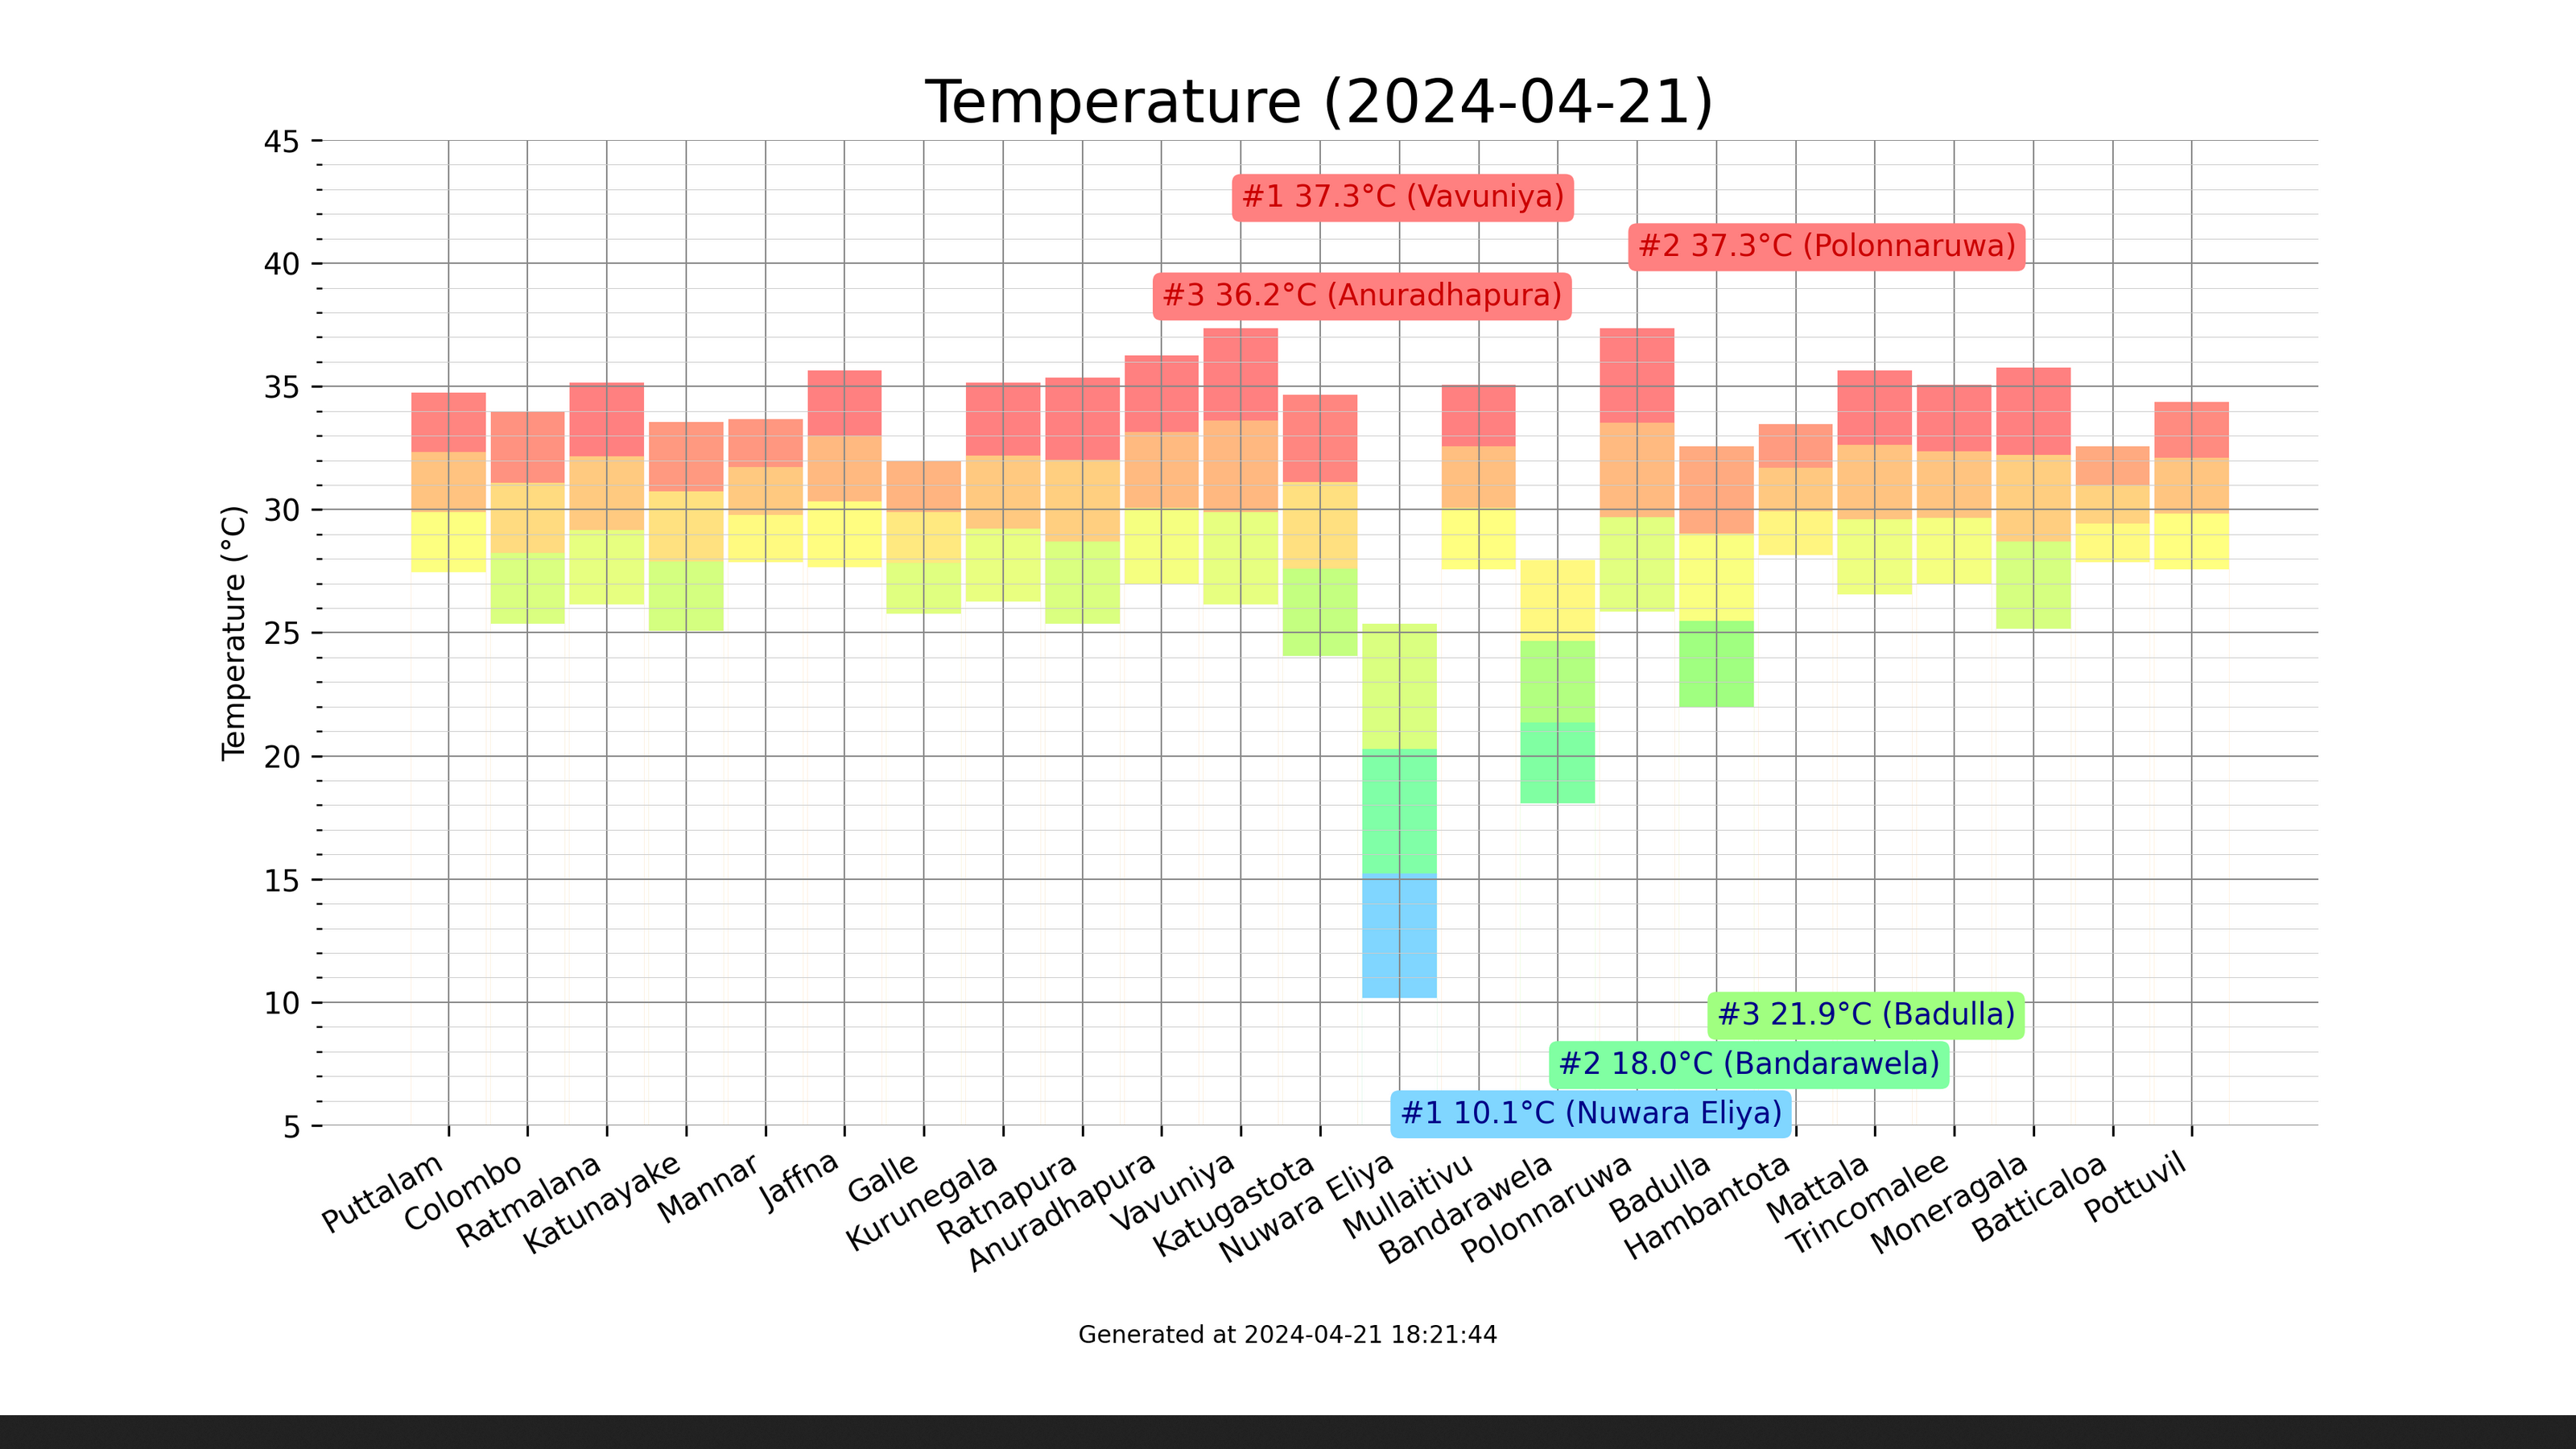 Temperature (2024-04-21)
Temperature (°C)
45
40
35
30
25
20
15
10
5
#1 37.3°C (Vavuniya)
#2 37.3°C (Polonnaruwa)
#3 36.2°C (Anuradhapura)
#3 21.9°C (Badulla)
#2 18.0°C (Bandarawela)
#1 10.1°C (Nuwara Eliya)
Puttalam
Colombo
Ratmalana
Katunayake
Mannar
Jaffna
Galle
Kurunegala
Ratnapura
Anuradhapura
Vavuniya
Katugastota
Nuwara Eliya
Mullaitivu
Bandarawela
Polonnaruwa
Badulla
Hambantota
Mattala
Trincomalee
Moneragala
Batticaloa
Pottuvil
Generated at 2024-04-21 18:21:44